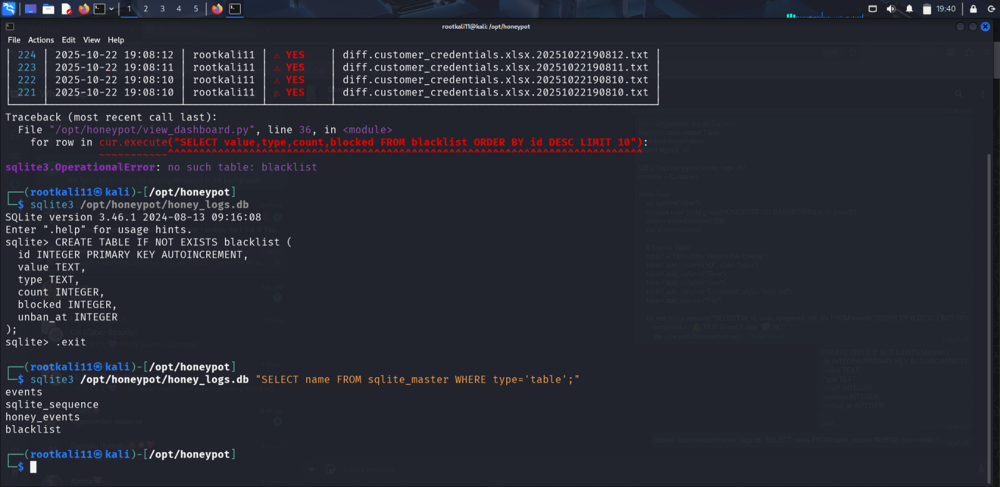 1 2 3 4 5 19:40
rootkali11@kali: /opt/honeypot
File Actions Edit View Help
224 | 2025-10-22 19:08:12 | rootkali11 | ⚠ YES | diff.customer_credentials.xlsx.20251022190812.txt
223 | 2025-10-22 19:08:11 | rootkali11 | ⚠ YES | diff.customer_credentials.xlsx.20251022190811.txt
222 | 2025-10-22 19:08:10 | rootkali11 | ⚠ YES | diff.customer_credentials.xlsx.20251022190810.txt
221 | 2025-10-22 19:08:10 | rootkali11 | ⚠ YES | diff.customer_credentials.xlsx.20251022190810.txt
Traceback (most recent call last):
  File "/opt/honeypot/view_dashboard.py", line 36, in <module>
    for row in cur.execute("SELECT value,type,count,blocked FROM blacklist ORDER BY id DESC LIMIT 10"):
sqlite3.OperationalError: no such table: blacklist
┌──(rootkali11㉿kali)-[/opt/honeypot]
└─$ sqlite3 /opt/honeypot/honey_logs.db
SQLite version 3.46.1 2024-08-13 09:16:08
Enter ".help" for usage hints.
sqlite> CREATE TABLE IF NOT EXISTS blacklist (
  id INTEGER PRIMARY KEY AUTOINCREMENT,
  value TEXT,
  type TEXT,
  count INTEGER,
  blocked INTEGER,
  unban_at INTEGER
);
sqlite> .exit
┌──(rootkali11㉿kali)-[/opt/honeypot]
└─$ sqlite3 /opt/honeypot/honey_logs.db "SELECT name FROM sqlite_master WHERE type='table';"
events
sqlite_sequence
honey_events
blacklist
┌──(rootkali11㉿kali)-[/opt/honeypot]
└─$